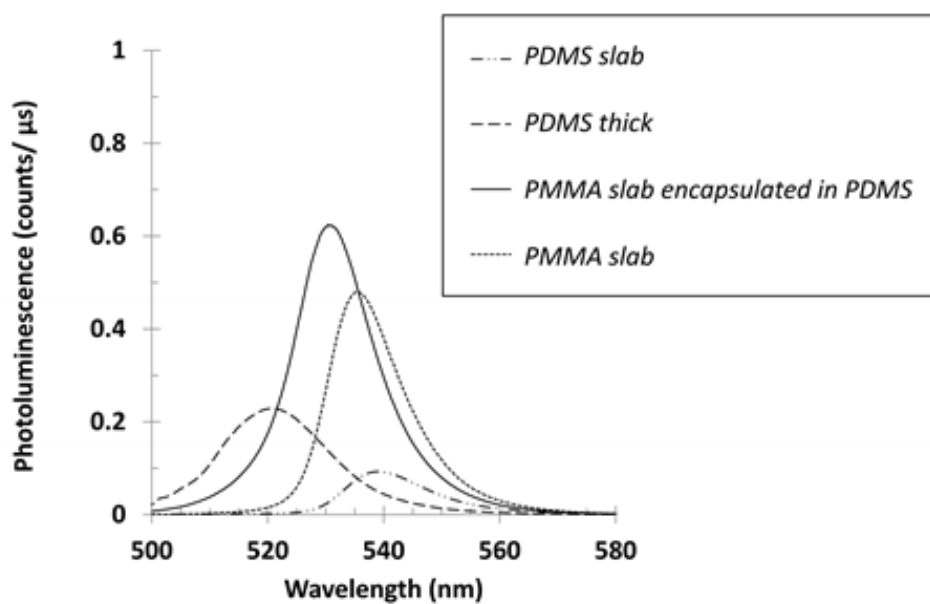 PDMS slab
PDMS thick
PMMA slab encapsulated in PDMS
PMMA slab
Photoluminescence (counts/ µs)
1
0.8
0.6
0.4
0.2
0
500 520 540 560 580
Wavelength (nm)